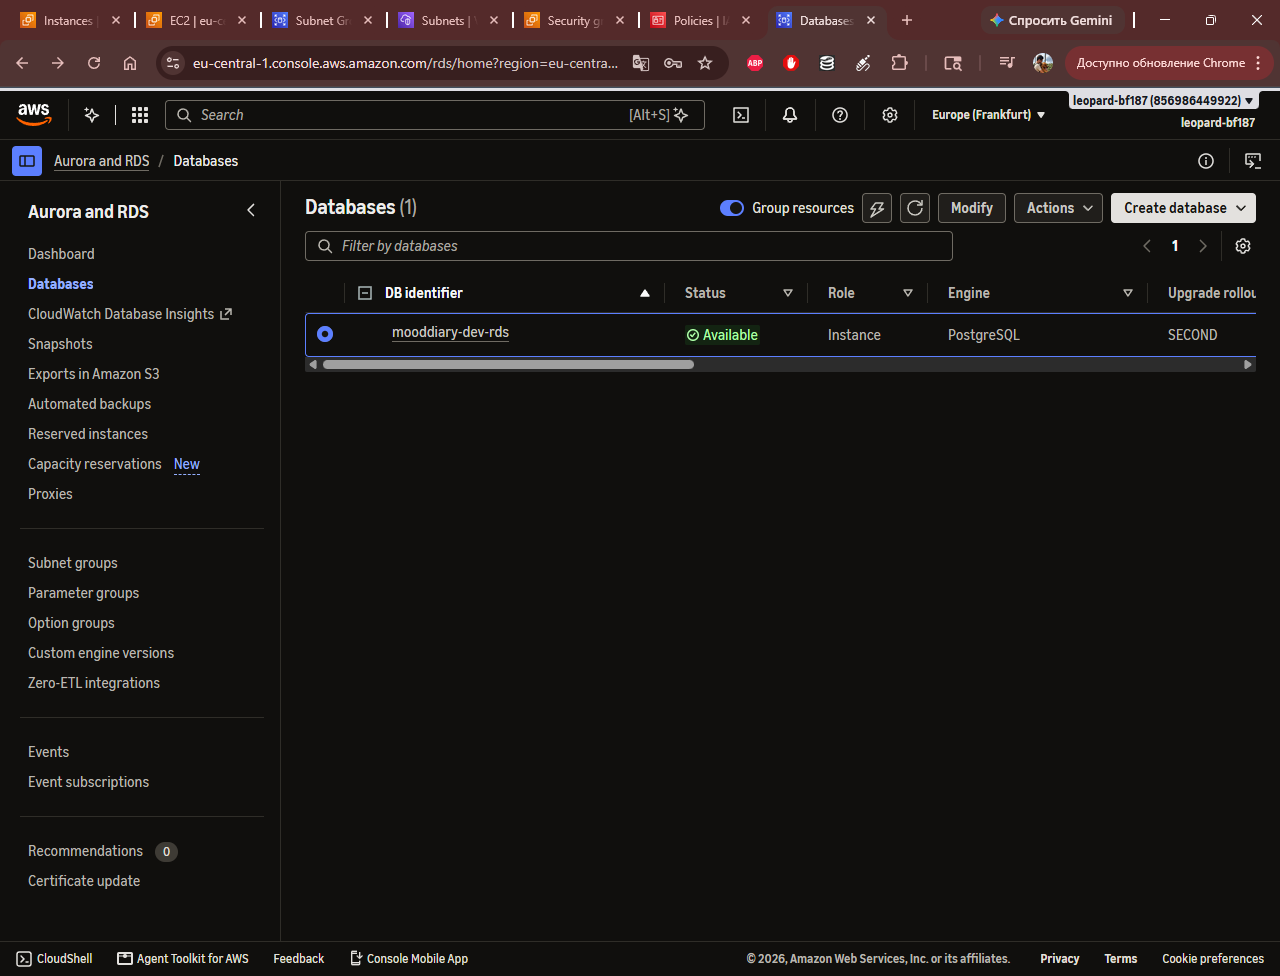 Instances |
EC2 | eu-c
Subnet Gr
Subnets | V
Security g
Policies | I
Databases
Спросить Gemini
eu-central-1.console.aws.amazon.com/rds/home?region=eu-centra...
ABP
Доступно обновление Chrome
aws
Search
[Alt+S]
Europe (Frankfurt)
leopard-bf187 (856986449922)
leopard-bf187
Aurora and RDS / Databases
Aurora and RDS
Dashboard
Databases
CloudWatch Database Insights
Snapshots
Exports in Amazon S3
Automated backups
Reserved instances
Capacity reservations New
Proxies
Subnet groups
Parameter groups
Option groups
Custom engine versions
Zero-ETL integrations
Events
Event subscriptions
Recommendations 0
Certificate update
Databases (1)
Group resources
Modify
Actions
Create database
Filter by databases
1
DB identifier Status Role Engine Upgrade rollou
mooddiary-dev-rds Available Instance PostgreSQL SECOND
CloudShell
Agent Toolkit for AWS
Feedback
Console Mobile App
© 2026, Amazon Web Services, Inc. or its affiliates.
Privacy
Terms
Cookie preferences